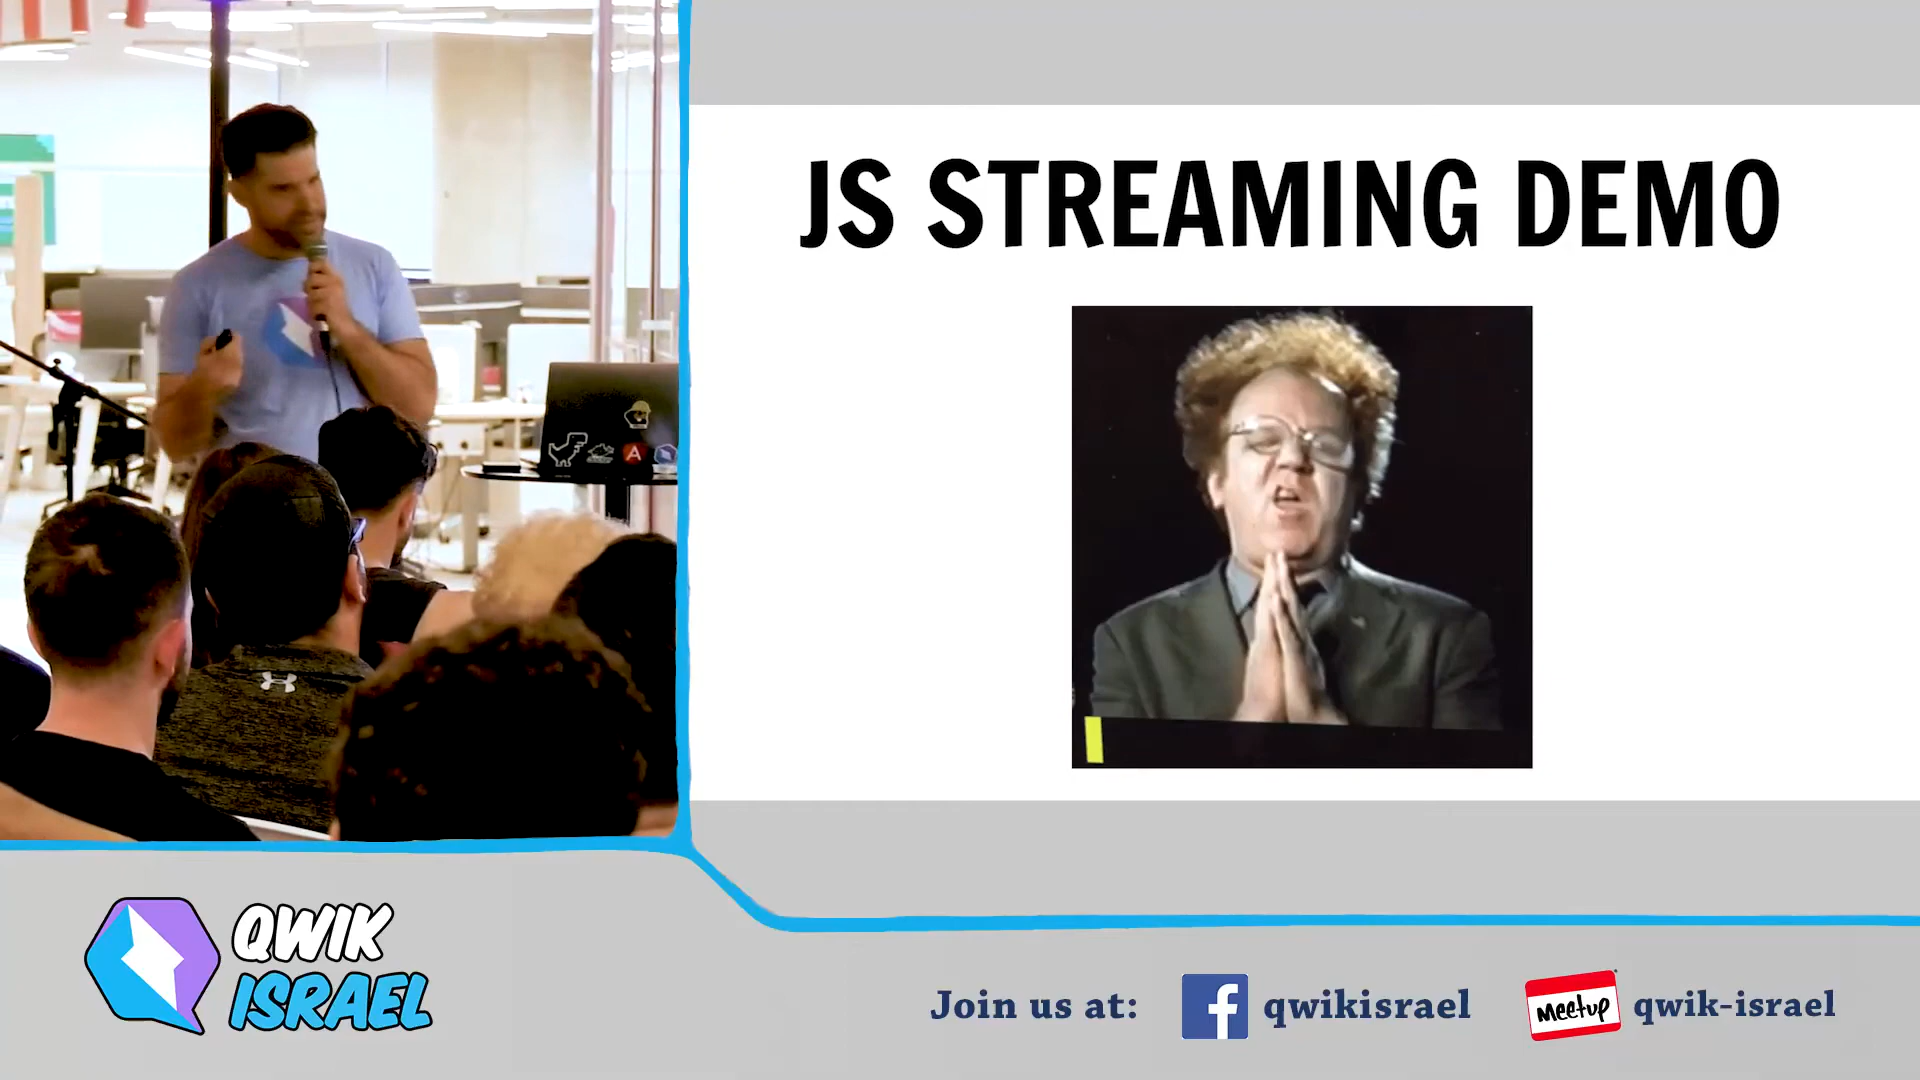 JS STREAMING DEMO
A
QWIK
ISRAEL
Join us at:
f
qwikisrael
Meetup
qwik-israel